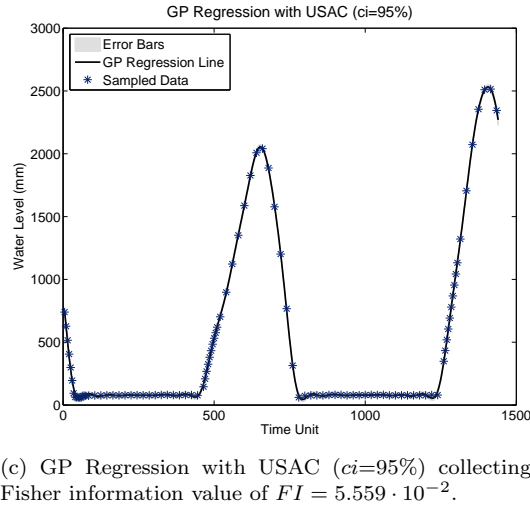 GP Regression with USAC (ci=95%)
3000
2500
2000
1500
1000
500
0
Water Level (mm)
Error Bars
GP Regression Line
Sampled Data
0
500
1000
1500
Time Unit
(c) GP Regression with USAC (ci=95%) collecting
Fisher information value of FI = 5.559 · 10⁻².